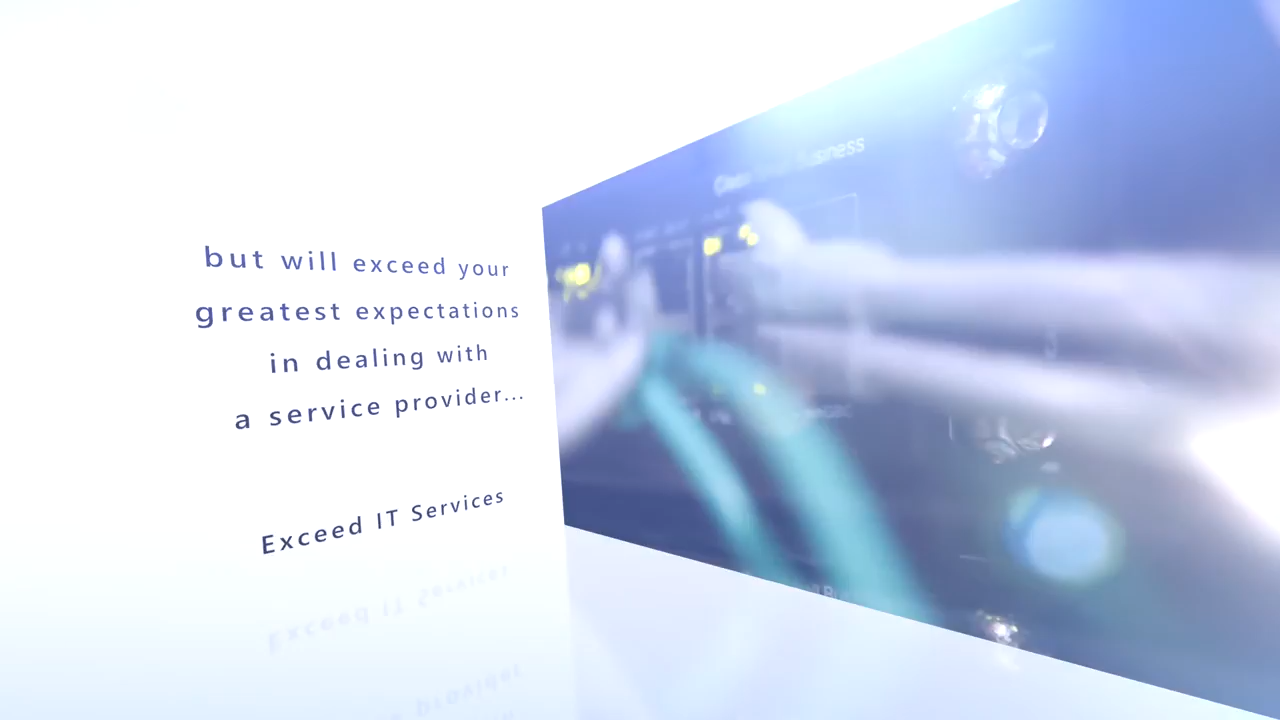 but will exceed your
greatest expectations
in dealing with
a service provider...
Exceed IT Services